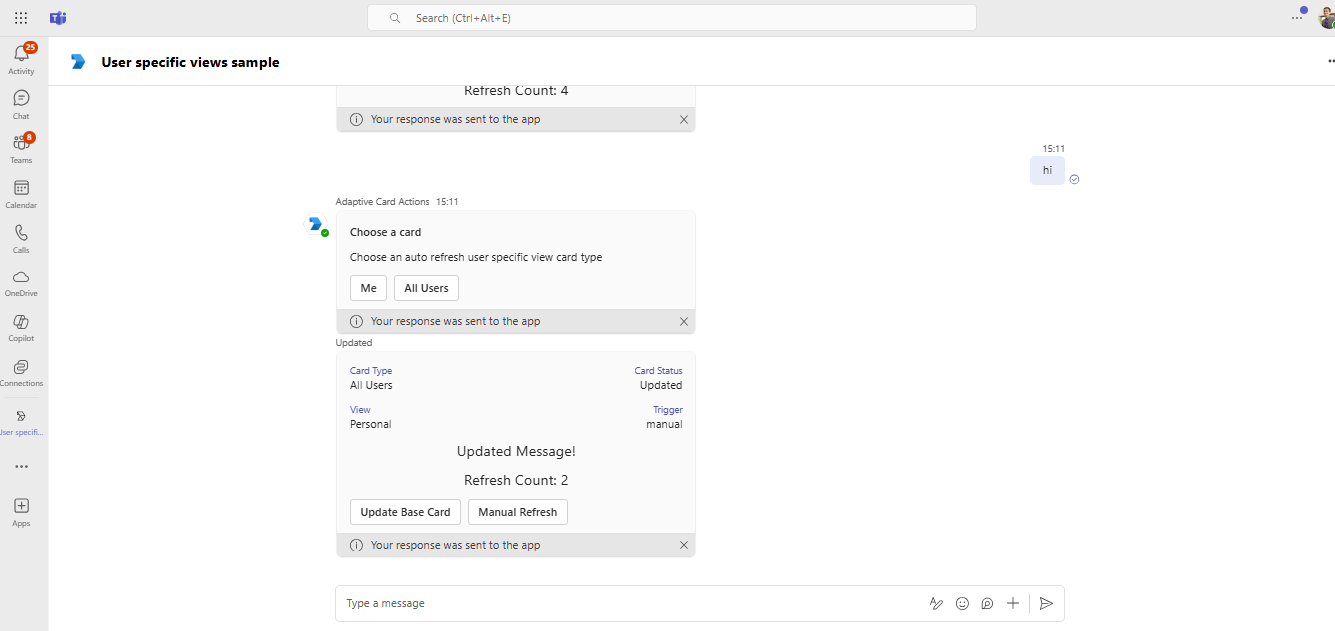 Search (Ctrl+Alt+E)
25
Activity
Chat
8
Teams
Calendar
Calls
OneDrive
Copilot
Connections
User specifi...
Apps
User specific views sample
Refresh Count: 4
Your response was sent to the app
15:11
hi
Adaptive Card Actions 15:11
Choose a card
Choose an auto refresh user specific view card type
Me All Users
Your response was sent to the app
Updated
Card Type Card Status
All Users Updated
View Trigger
Personal manual
Updated Message!
Refresh Count: 2
Update Base Card Manual Refresh
Your response was sent to the app
Type a message